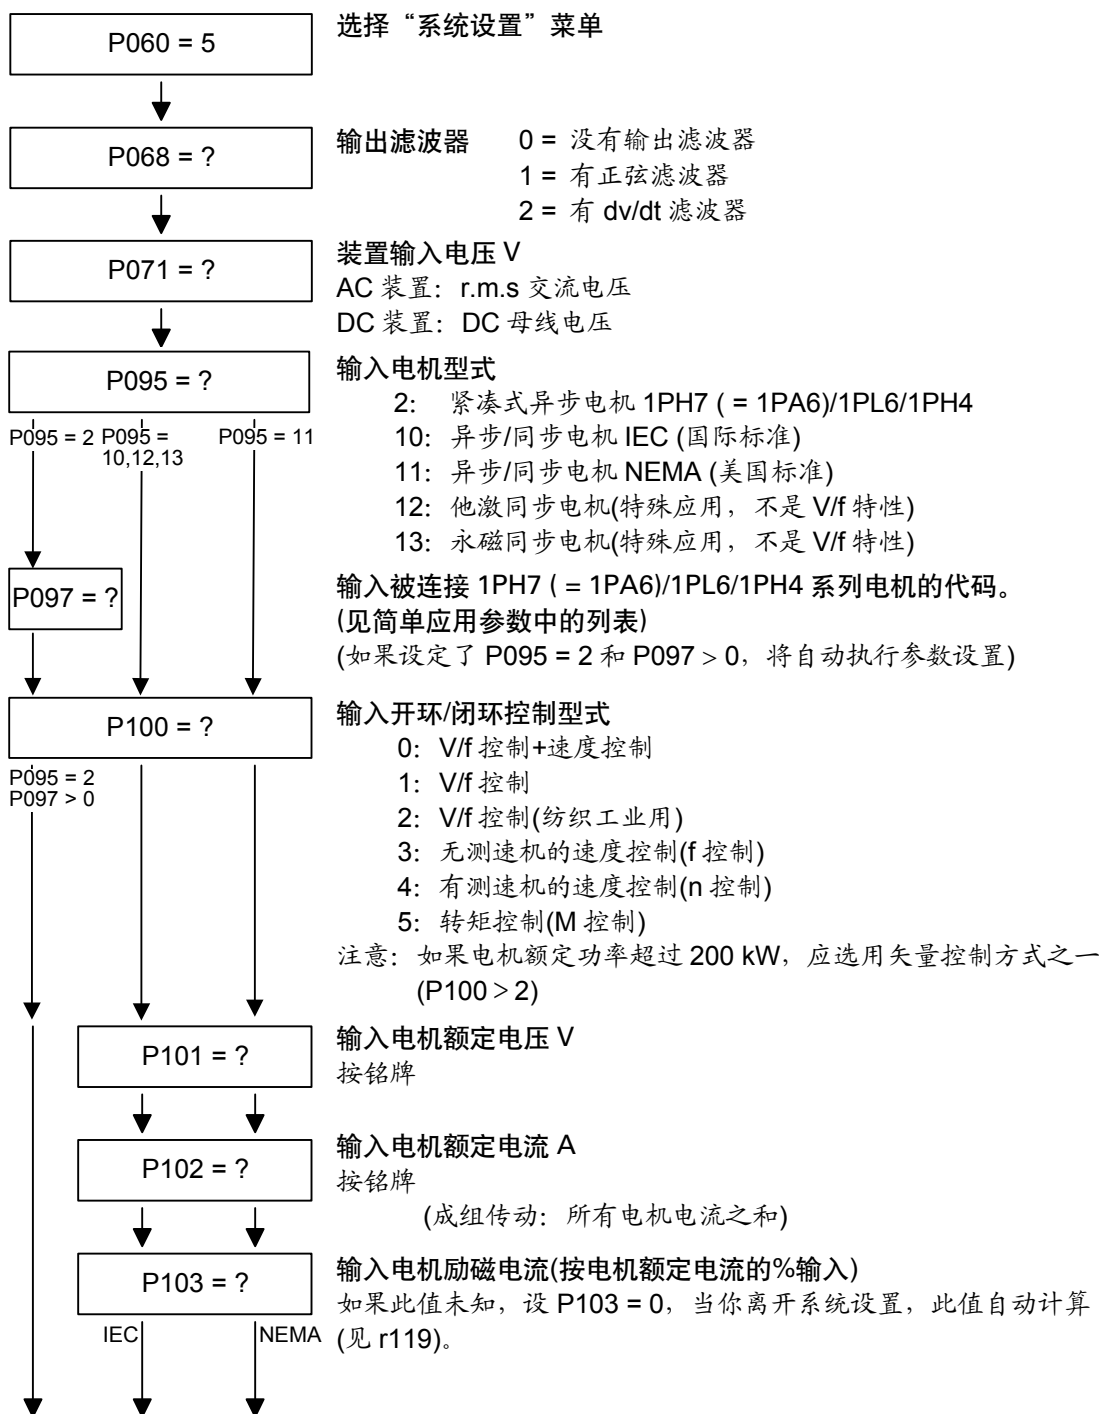 P060 = 5
选择“系统设置”菜单
P068 = ?
输出滤波器 0 = 没有输出滤波器
1 = 有正弦滤波器
2 = 有 dv/dt 滤波器
P071 = ?
装置输入电压 V
AC 装置：r.m.s 交流电压
DC 装置：DC 母线电压
P095 = ?
输入电机型式
2： 紧凑式异步电机 1PH7 ( = 1PA6)/1PL6/1PH4
10：异步/同步电机 IEC (国际标准)
11：异步/同步电机 NEMA (美国标准)
12：他激同步电机(特殊应用，不是 V/f 特性)
13：永磁同步电机(特殊应用，不是 V/f 特性)
P095 = 2
P095 =
10,12,13
P095 = 11
P097 = ?
输入被连接 1PH7 ( = 1PA6)/1PL6/1PH4 系列电机的代码。
(见简单应用参数中的列表)
(如果设定了 P095 = 2 和 P097 > 0，将自动执行参数设置)
P100 = ?
输入开环/闭环控制型式
0：V/f 控制+速度控制
1：V/f 控制
2：V/f 控制(纺织工业用)
3：无测速机的速度控制(f 控制)
4：有测速机的速度控制(n 控制)
5：转矩控制(M 控制)
注意：如果电机额定功率超过 200 kW，应选用矢量控制方式之一
(P100 > 2)
P095 = 2
P097 > 0
P101 = ?
输入电机额定电压 V
按铭牌
P102 = ?
输入电机额定电流 A
按铭牌
(成组传动：所有电机电流之和)
P103 = ?
输入电机励磁电流(按电机额定电流的%输入)
如果此值未知，设 P103 = 0，当你离开系统设置，此值自动计算
(见 r119)。
IEC
NEMA